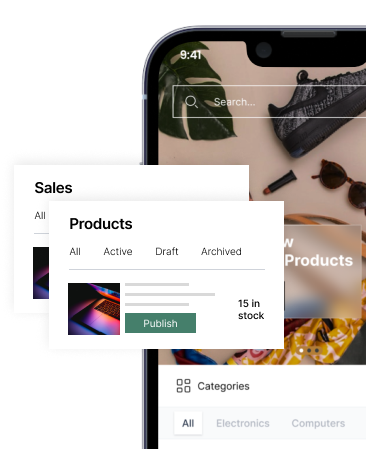 9:41
Search...
Sales
All
Products
All Active Draft Archived
15 in
stock
Publish
w
Products
Categories
All Electronics Computers